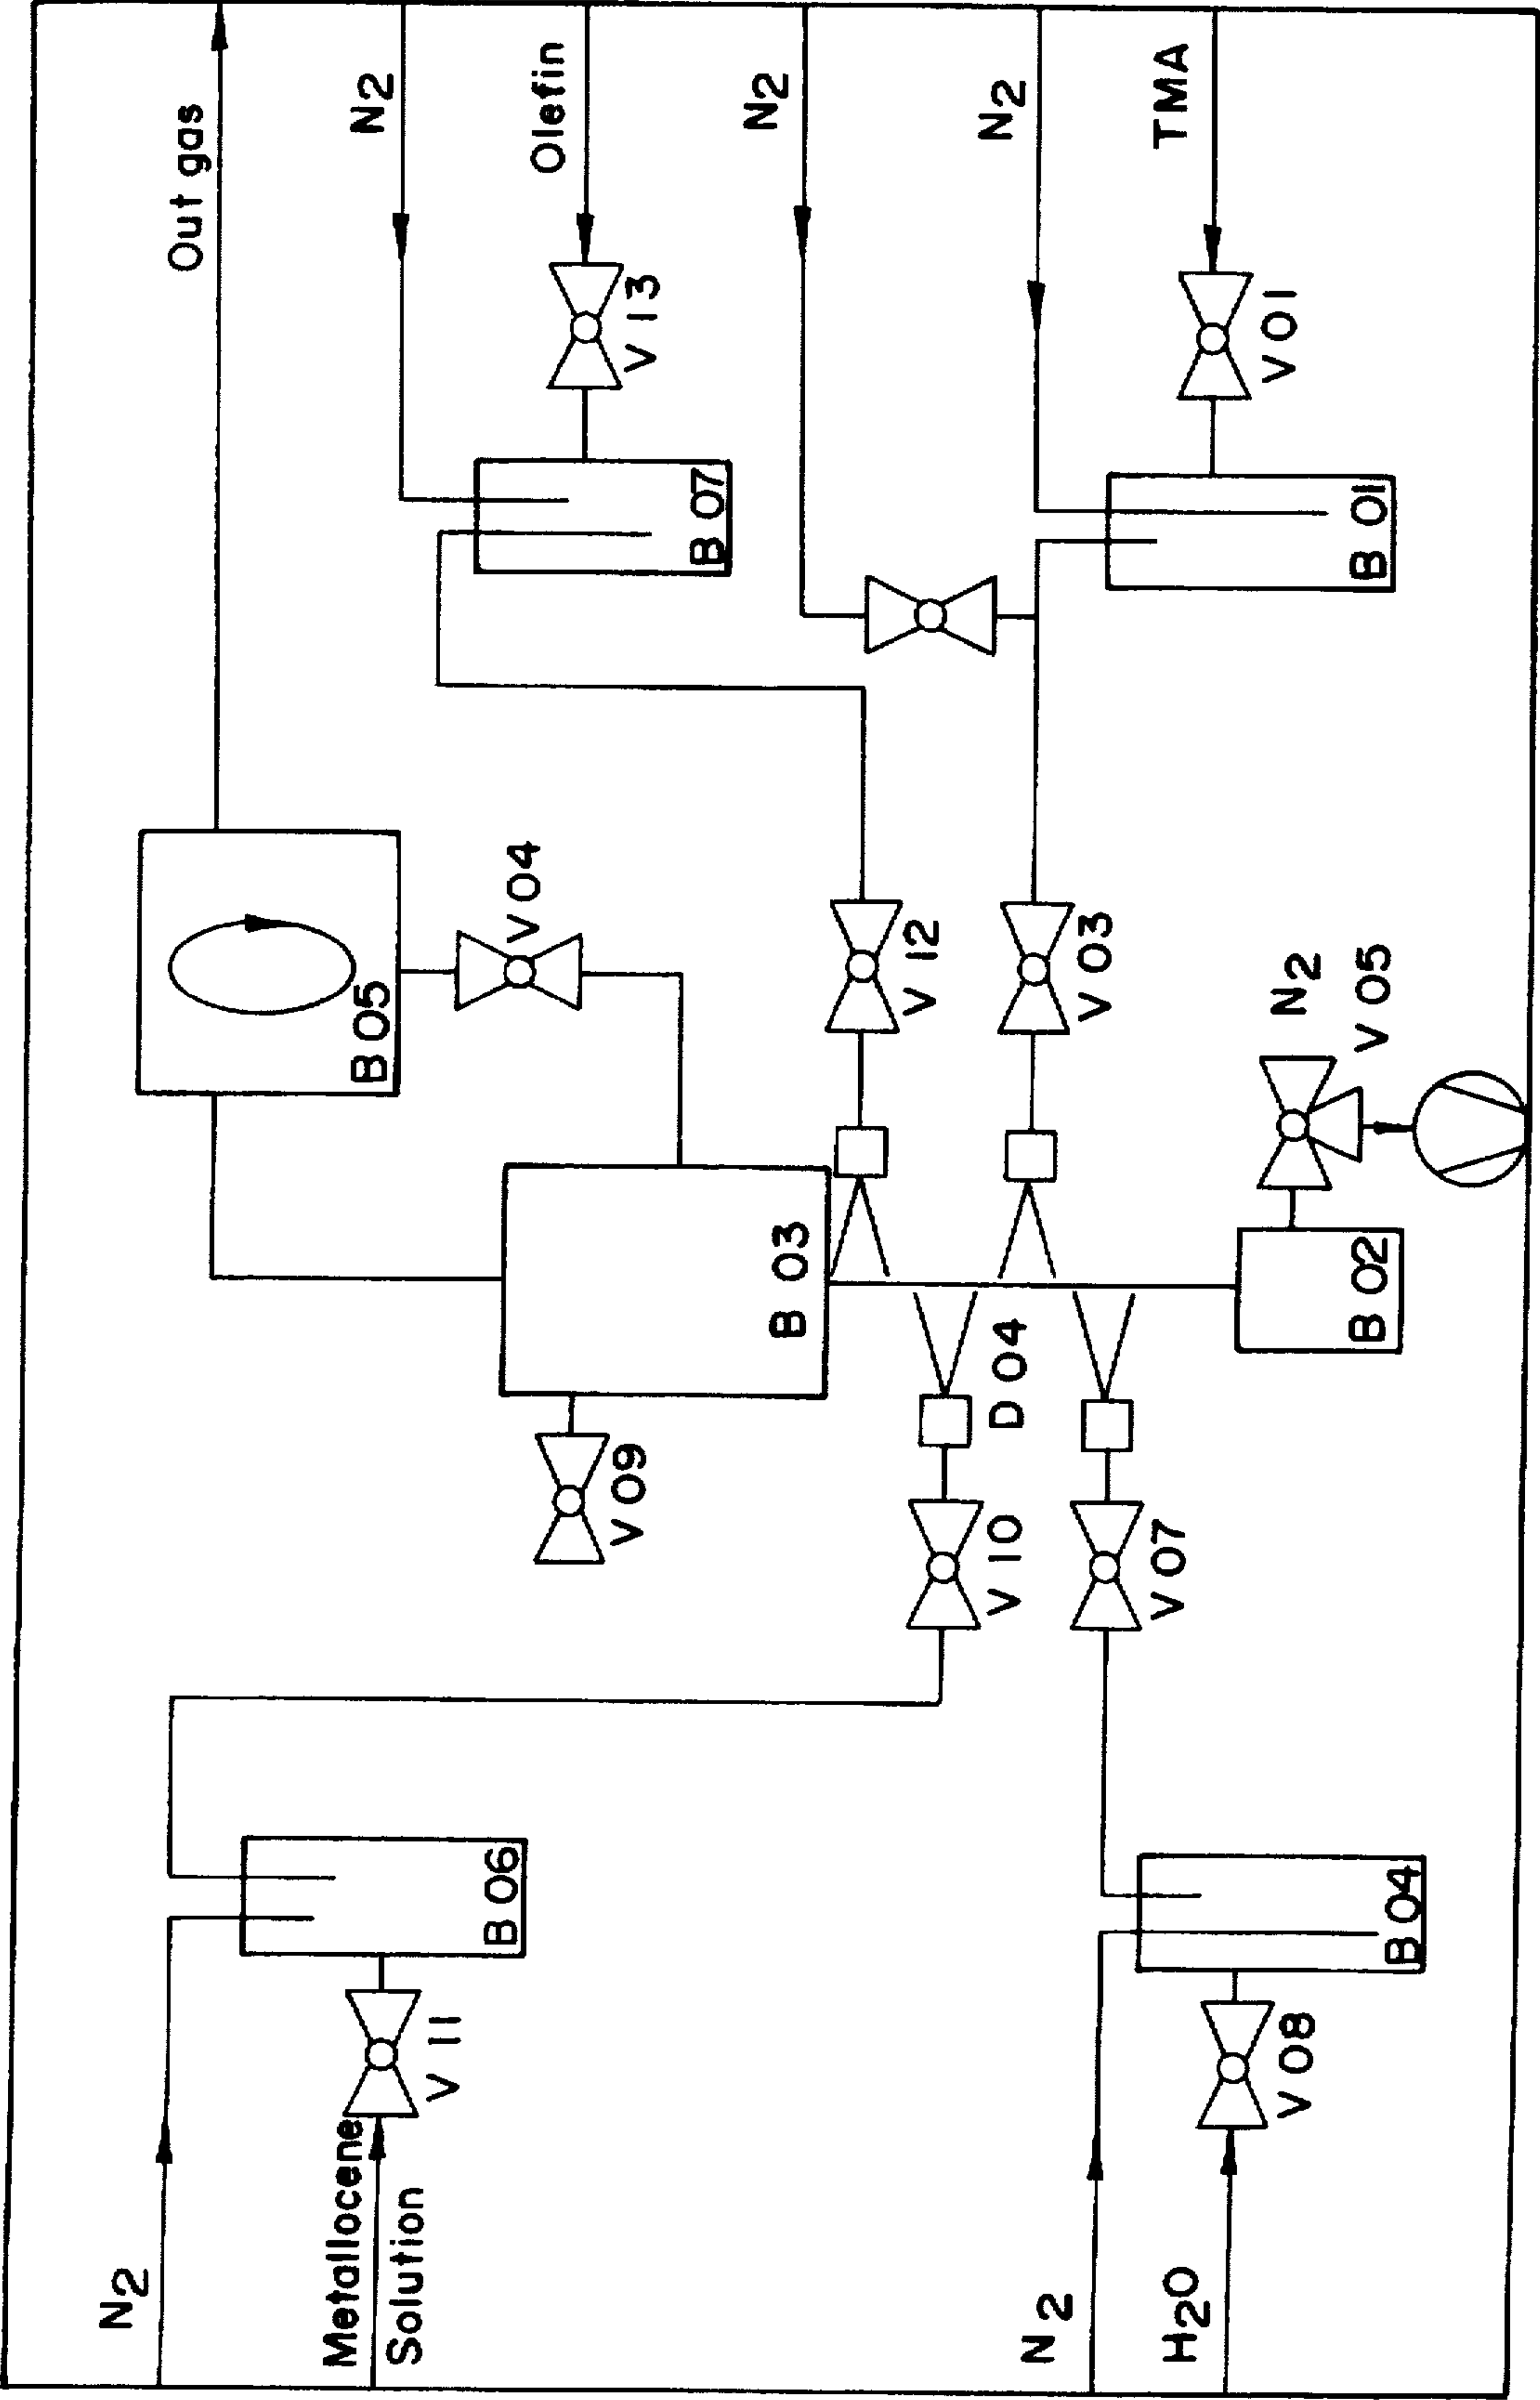 Out gas
N2
Olefin
V 13
B 07
N2
N2
TMA
V 01
B 01
B 05
V 04
V 12
V 03
N2
V 05
B 03
B 02
D 04
V 09
V 10
V 07
N2
Metallocene
Solution
V 11
B 06
N2
H2O
V 08
B 04